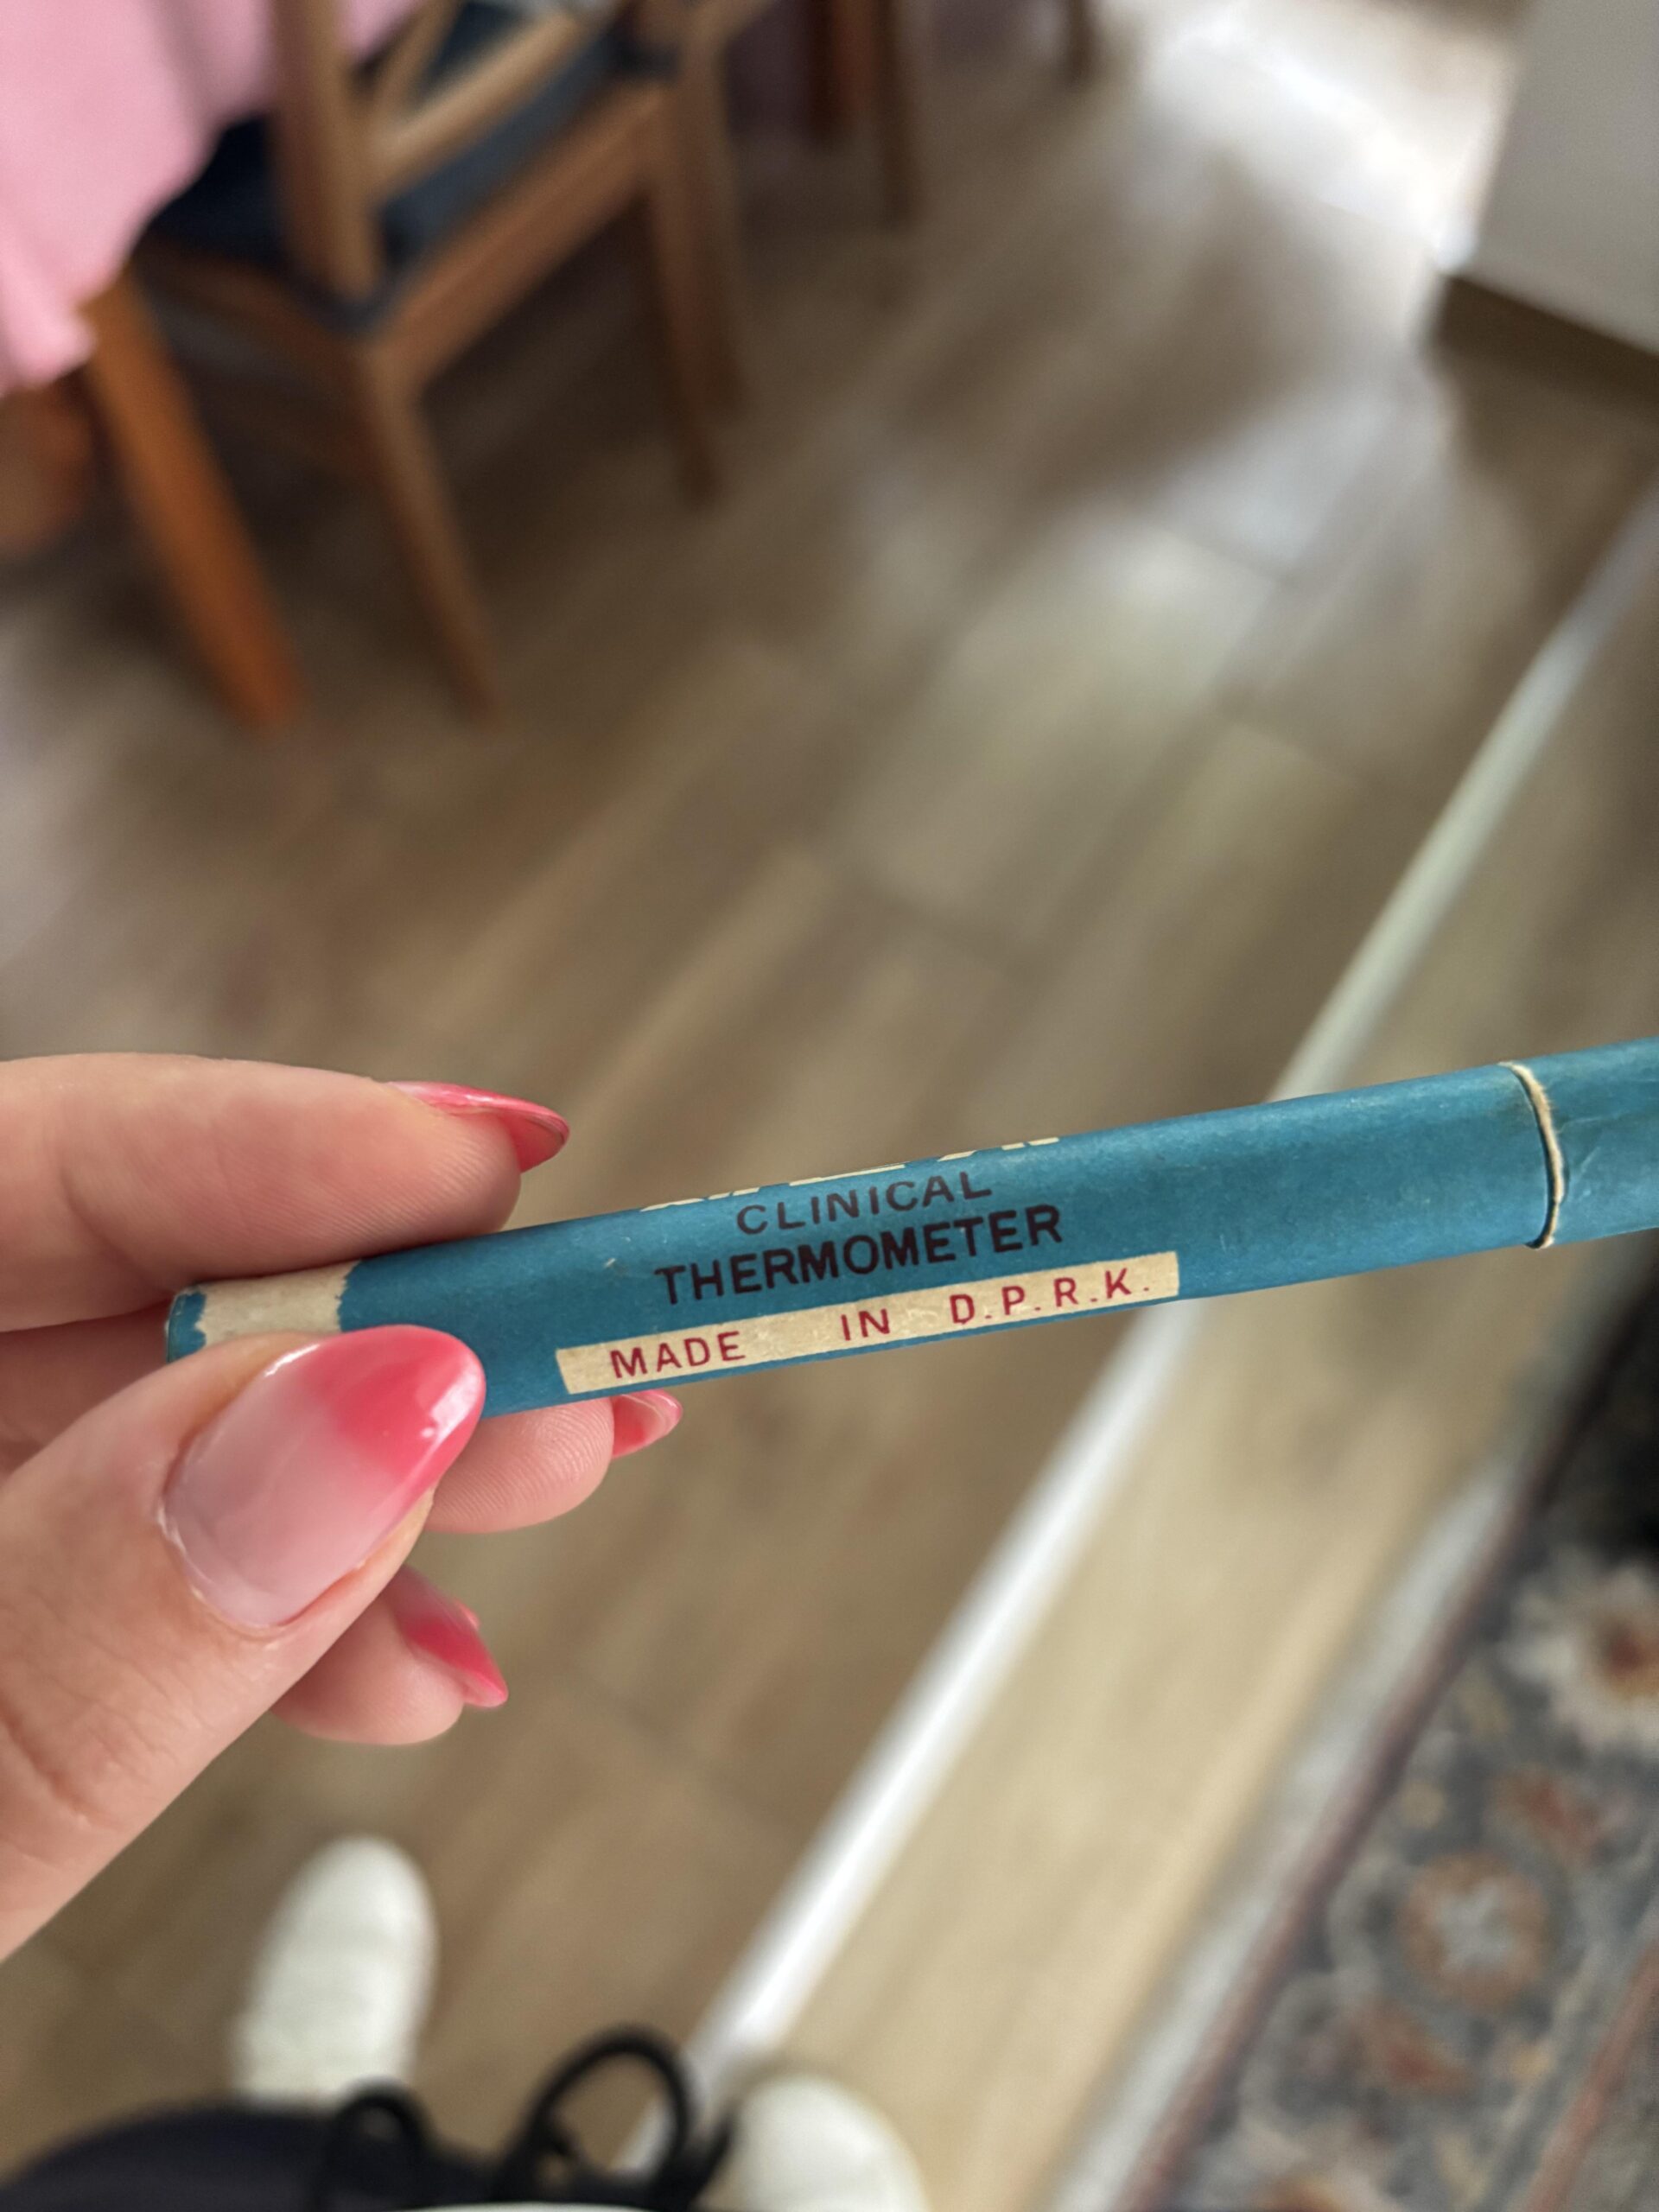 CLINICAL
THERMOMETER
MADE IN D.P.R.K.